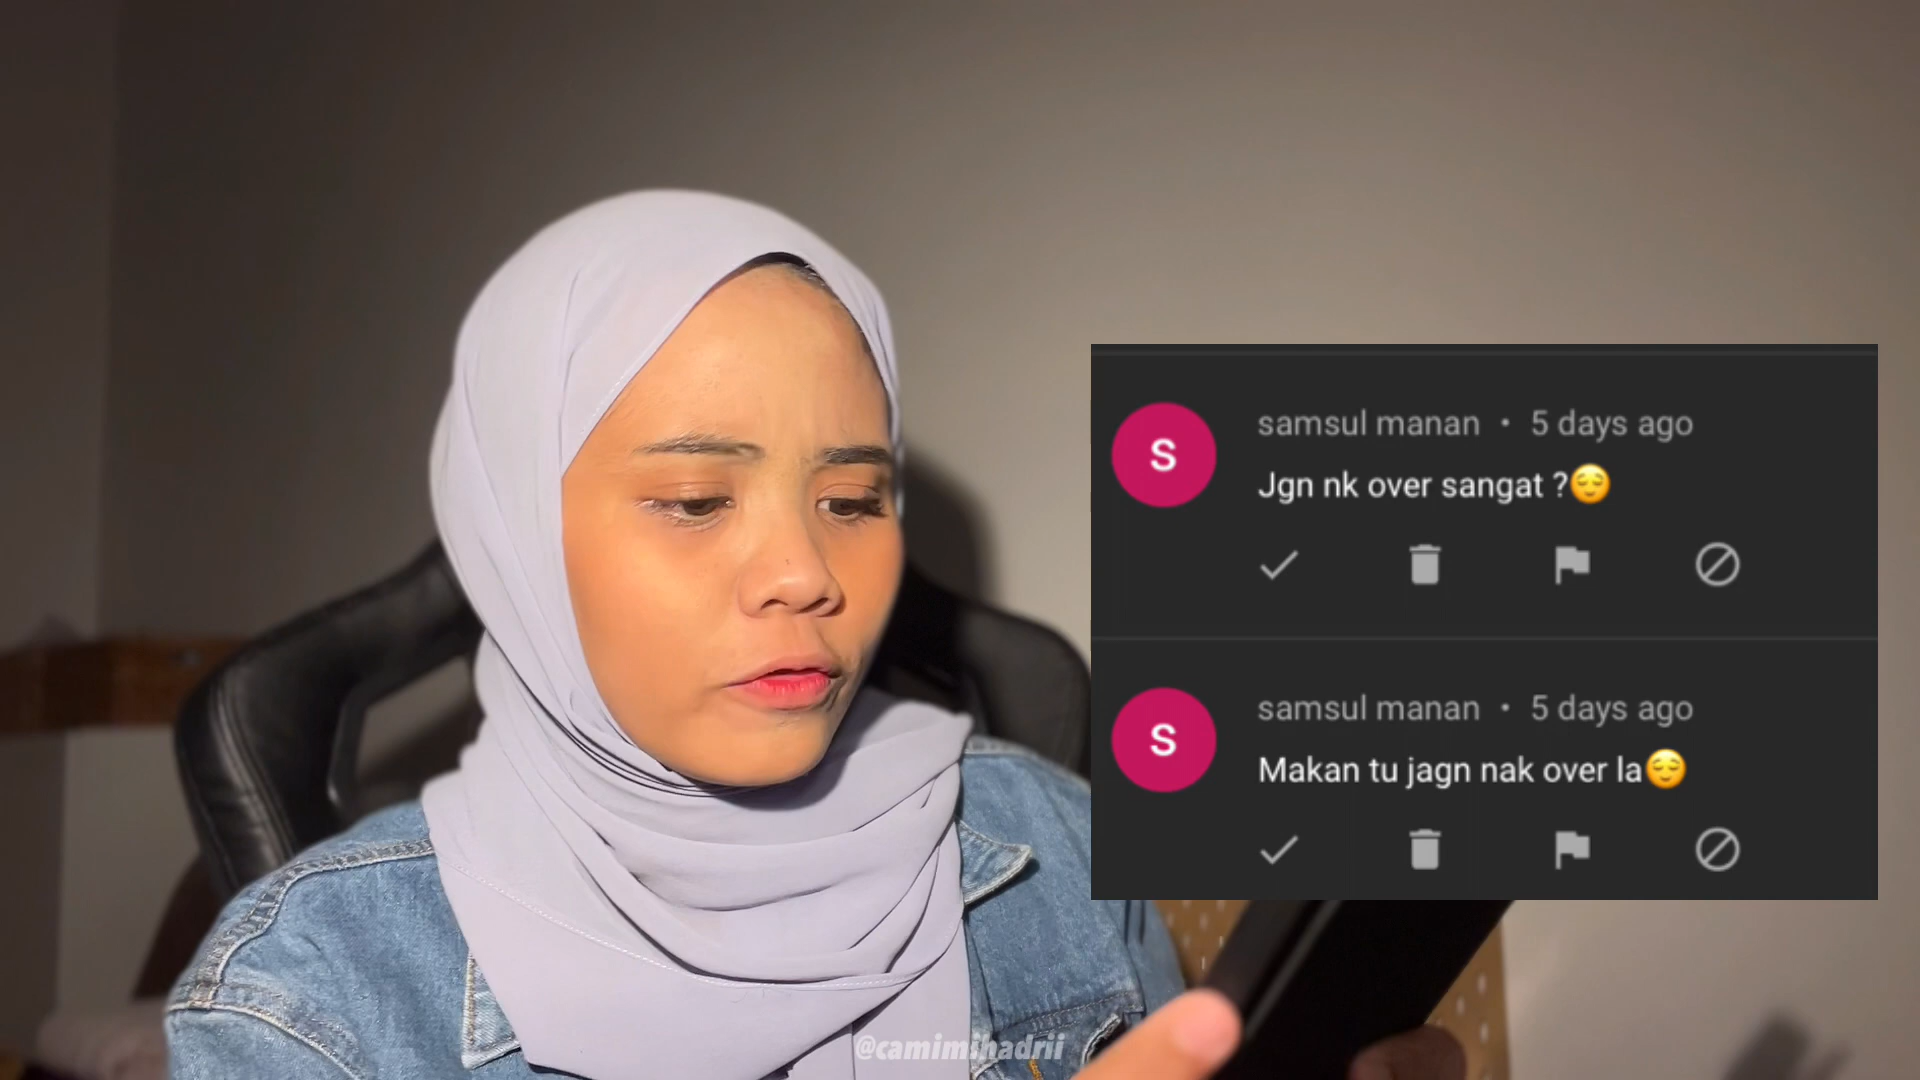 S
samsul manan • 5 days ago
Jgn nk over sangat ?😌
S
samsul manan • 5 days ago
Makan tu jagn nak over la😌
@camimihadrii